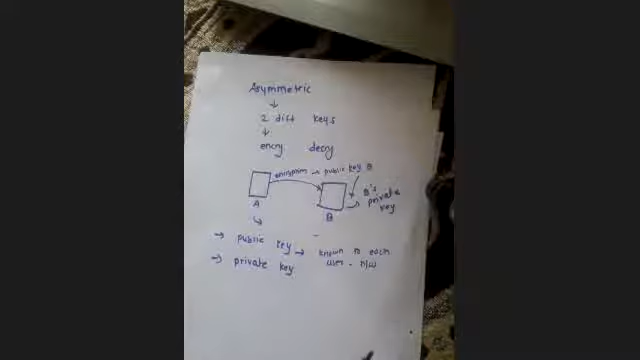 Asymmetric
↓
2 diff keys
↓
encry decry
encryption → public key B
B's
private
key
A
B
→ public key → known to each
user. n/w
→ private key